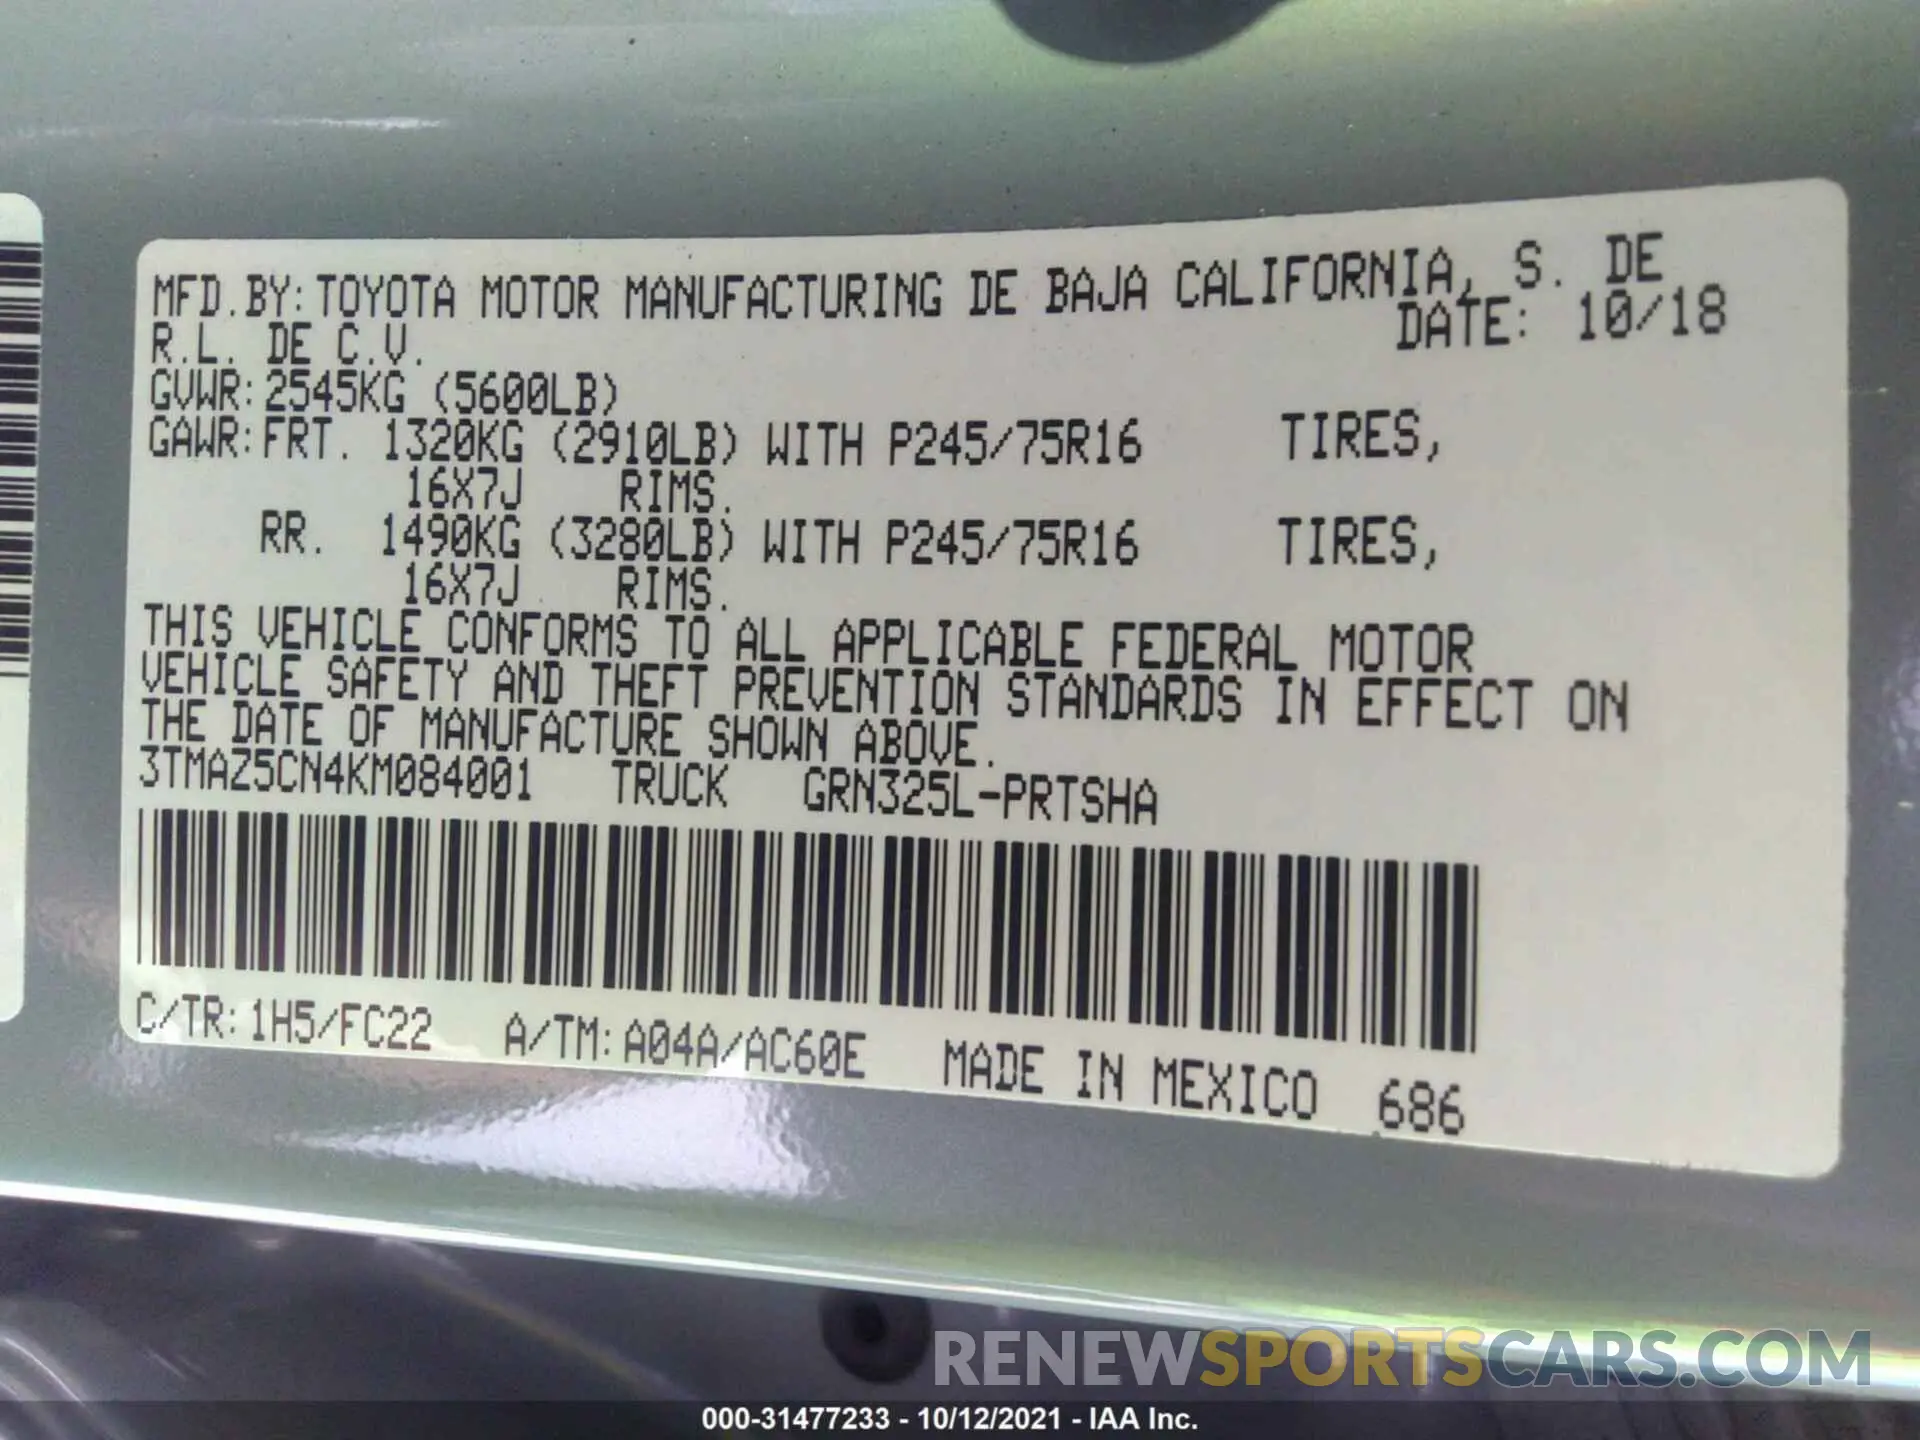 MFD.BY:TOYOTA MOTOR MANUFACTURING DE BAJA CALIFORNIA, S. DE
R.L. DE C.V. DATE: 10/18
GVWR:2545KG (5600LB)
GAWR:FRT. 1320KG (2910LB) WITH P245/75R16 TIRES,
16X7J RIMS.
RR. 1490KG (3280LB) WITH P245/75R16 TIRES,
16X7J RIMS.
THIS VEHICLE CONFORMS TO ALL APPLICABLE FEDERAL MOTOR
VEHICLE SAFETY AND THEFT PREVENTION STANDARDS IN EFFECT ON
THE DATE OF MANUFACTURE SHOWN ABOVE.
3TMAZ5CN4KM084001 TRUCK GRN325L-PRTSHA
C/TR:1H5/FC22 A/TM:A04A/AC60E MADE IN MEXICO 686
RENEWSPORTSCARS.COM
000-31477233 - 10/12/2021 - IAA Inc.